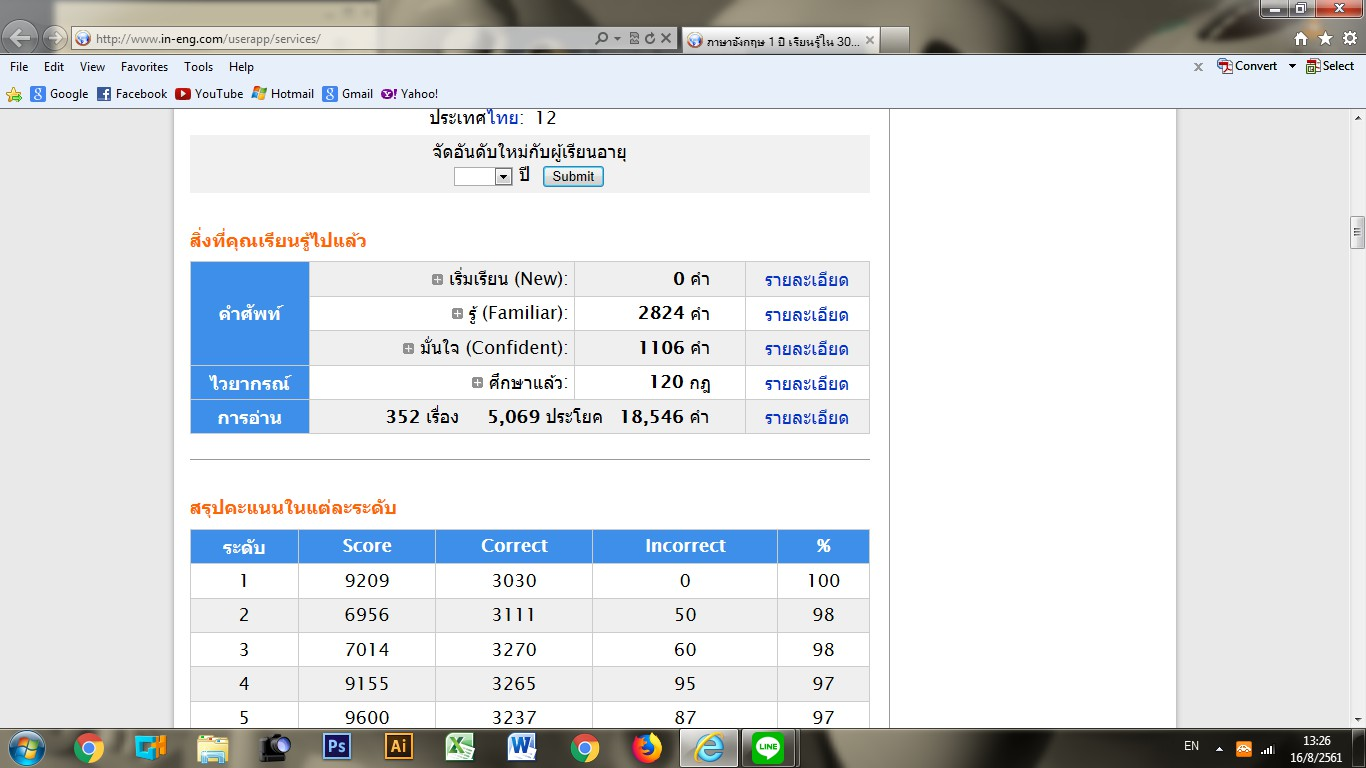 http://www.in-eng.com/userapp/services/
ภาษาอังกฤษ 1 ปี เรียนรู้ใน 30...
File Edit View Favorites Tools Help
x Convert Select
Google Facebook YouTube Hotmail Gmail Yahoo!
ประเทศไทย: 12
จัดอันดับใหม่กับผู้เรียนอายุ
ปี Submit
สิ่งที่คุณเรียนรู้ไปแล้ว
คำศัพท์
เริ่มเรียน (New): 0 คำ รายละเอียด
รู้ (Familiar): 2824 คำ รายละเอียด
มั่นใจ (Confident): 1106 คำ รายละเอียด
ไวยากรณ์ ศึกษาแล้ว: 120 กฎ รายละเอียด
การอ่าน 352 เรื่อง 5,069 ประโยค 18,546 คำ รายละเอียด
สรุปคะแนนในแต่ละระดับ
ระดับ Score Correct Incorrect %
1 9209 3030 0 100
2 6956 3111 50 98
3 7014 3270 60 98
4 9155 3265 95 97
5 9600 3237 87 97
Ps Ai LINE EN 13:26
16/8/2561